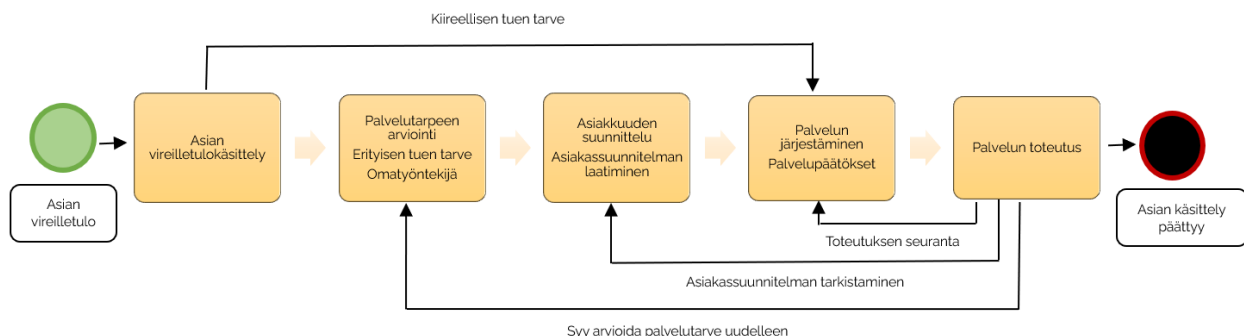 Kiireellisen tuen tarve
Asian
vireilletulo
Asian
vireilletulokäsittely
Palvelutarpeen
arviointi
Erityisen tuen tarve
Omatyöntekijä
Asiakkuuden
suunnittelu
Asiakassuunnitelman
laatiminen
Palvelun
järjestäminen
Palvelupäätökset
Palvelun toteutus
Asian käsittely
päättyy
Toteutuksen seuranta
Asiakassuunnitelman tarkistaminen
Syy arvioida palvelutarve uudelleen